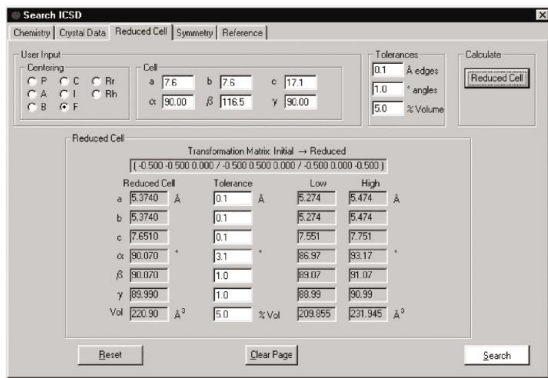 Search ICSD
Chemistry Crystal Data Reduced Cell Symmetry Reference
User Input
Centering
P C Rr
A I Rh
B F
Cell
a 7.6 b 7.6 c 17.1
α 90.00 β 116.5 γ 90.00
Tolerances
0.1 Å edges
1.0 ° angles
5.0 % Volume
Calculate
Reduced Cell
Reduced Cell
Transformation Matrix: Initial → Reduced
( -0.500 -0.500 0.000 / -0.500 0.500 0.000 / -0.500 0.000 -0.500 )
Reduced Cell Tolerance Low High
a 5.3740 Å 0.1 Å 5.274 5.474 Å
b 5.3740 0.1 5.274 5.474
c 7.6510 0.1 7.551 7.751
α 90.070 ° 3.1 ° 86.97 93.17 °
β 90.070 1.0 89.07 91.07
γ 89.990 1.0 88.99 90.99
Vol 220.90 Å³ 5.0 % Vol 209.855 231.945 Å³
Reset Clear Page Search